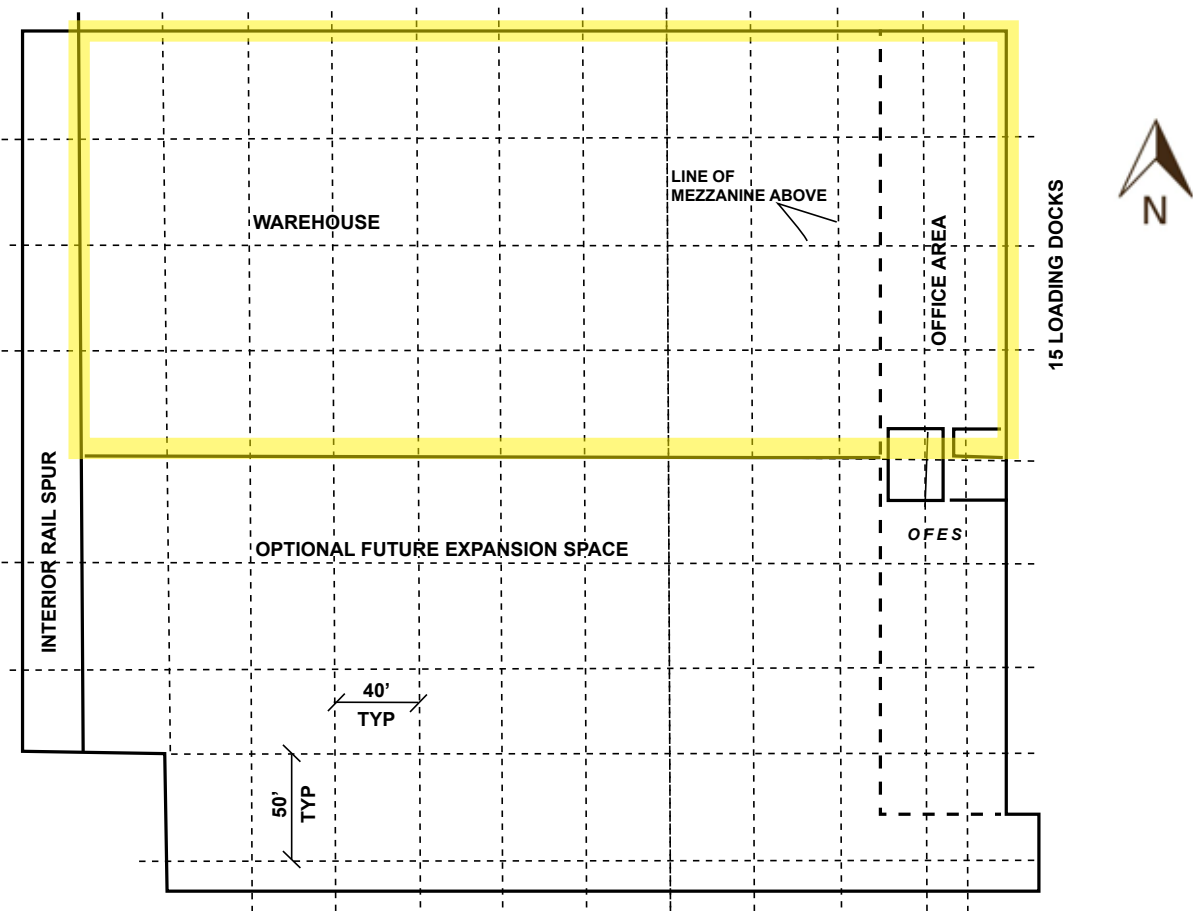 LINE OF
MEZZANINE ABOVE
WAREHOUSE
OFFICE AREA
15 LOADING DOCKS
N
INTERIOR RAIL SPUR
OPTIONAL FUTURE EXPANSION SPACE
OFES
40’
TYP
50’
TYP